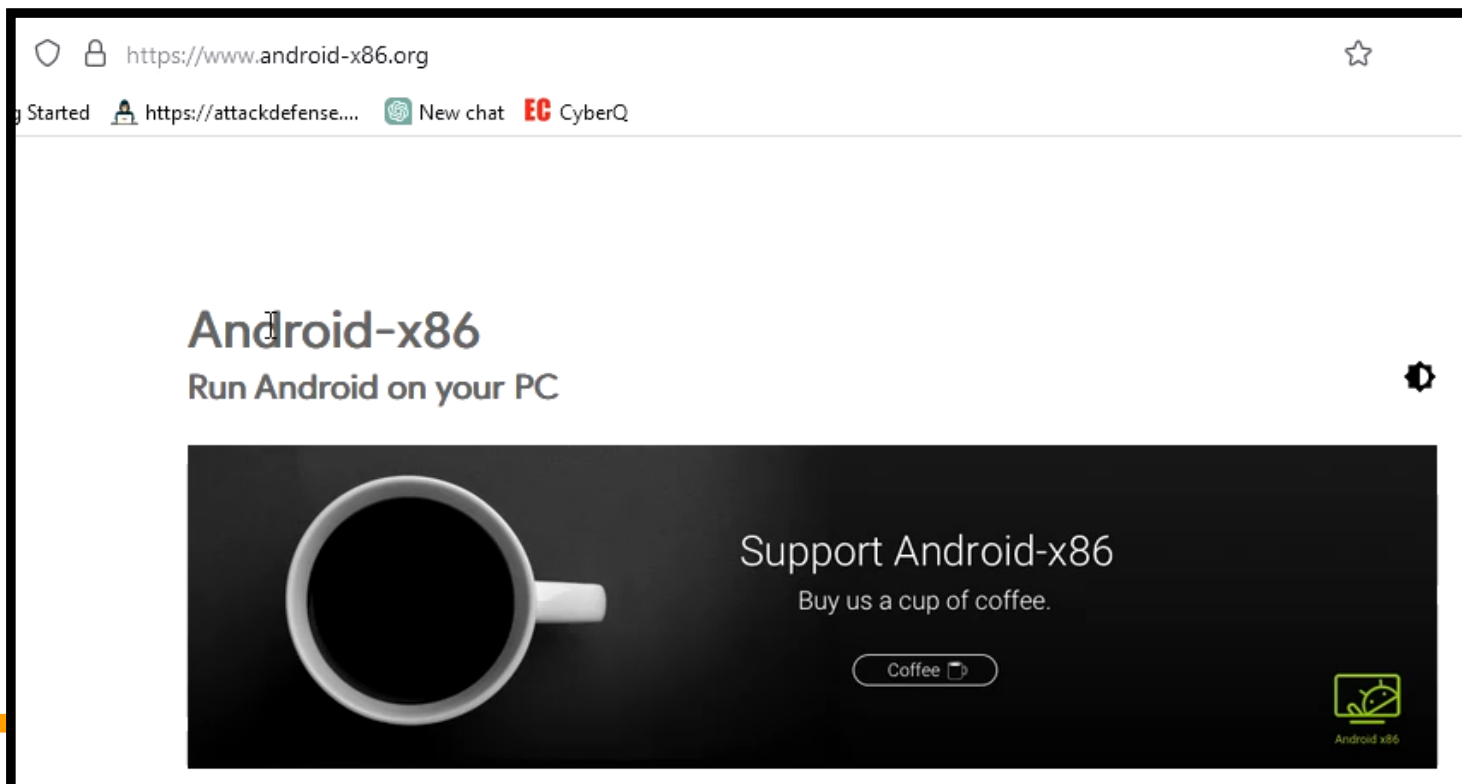 https://www.android-x86.org
g Started https://attackdefense.... New chat EC CyberQ
Android-x86
Run Android on your PC
Support Android-x86
Buy us a cup of coffee.
Coffee
Android x86